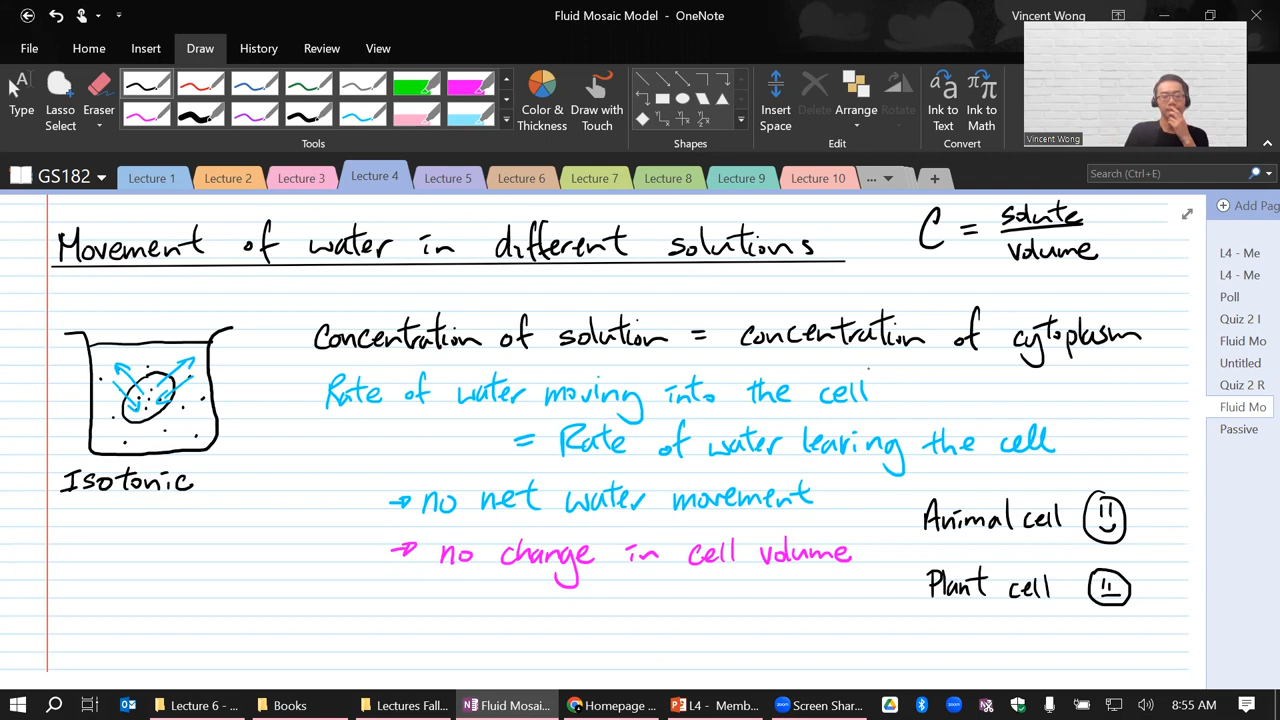 Fluid Mosaic Model - OneNote
Vincent Wong
File Home Insert Draw History Review View
Type
Lasso Select
Eraser
Color & Thickness
Draw with Touch
Insert Space
Delete
Arrange
Rotate
Ink to Text
Ink to Math
Vincent Wong
Tools
Shapes
Edit
Convert
GS182
Lecture 1
Lecture 2
Lecture 3
Lecture 4
Lecture 5
Lecture 6
Lecture 7
Lecture 8
Lecture 9
Lecture 10
...
Search (Ctrl+E)
Add Pag
L4 - Me
L4 - Me
Poll
Quiz 2 I
Fluid Mo
Untitled
Quiz 2 R
Fluid Mo
Passive
Movement of water in different solutions
C = solute
volume
Concentration of solution = concentration of cytoplasm
Rate of water moving into the cell
= Rate of water leaving the cell
→ no net water movement
→ no change in cell volume
Isotonic
Animal cell
Plant cell
Lecture 6 -
Books
Lectures Fall...
Fluid Mosai...
Homepage ...
L4 - Memb...
Screen Shar...
8:55 AM